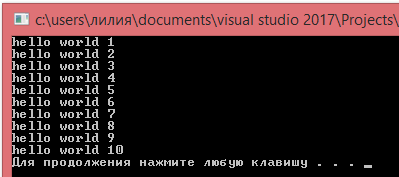 c:\users\лилия\documents\visual studio 2017\Projects\
hello world 1
hello world 2
hello world 3
hello world 4
hello world 5
hello world 6
hello world 7
hello world 8
hello world 9
hello world 10
Для продолжения нажмите любую клавишу . . . _